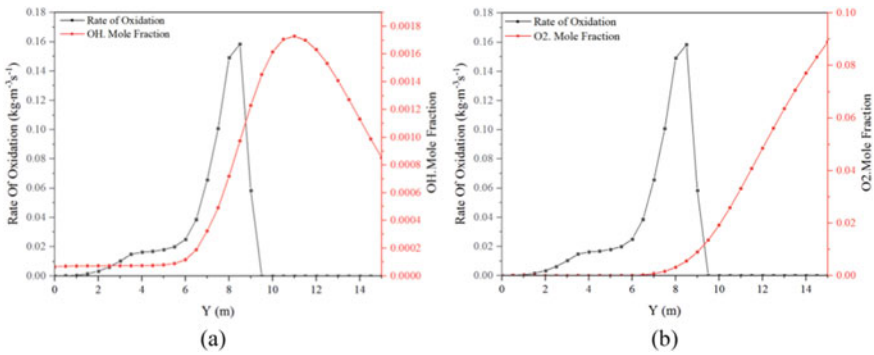 Rate of Oxidation
OH. Mole Fraction
0.18
0.16
0.14
0.12
0.10
0.08
0.06
0.04
0.02
0.00
Rate Of Oxidation (kg·m⁻³s⁻¹)
0.0018
0.0016
0.0014
0.0012
0.0010
0.0008
0.0006
0.0004
0.0002
0.0000
OH.Mole Fraction
0 2 4 6 8 10 12 14
Y (m)
(a)
Rate of Oxidation
O2. Mole Fraction
0.18
0.16
0.14
0.12
0.10
0.08
0.06
0.04
0.02
0.00
Rate Of Oxidation (kg·m⁻³s⁻¹)
0.10
0.08
0.06
0.04
0.02
0.00
O2.Mole Fraction
0 2 4 6 8 10 12 14
Y (m)
(b)